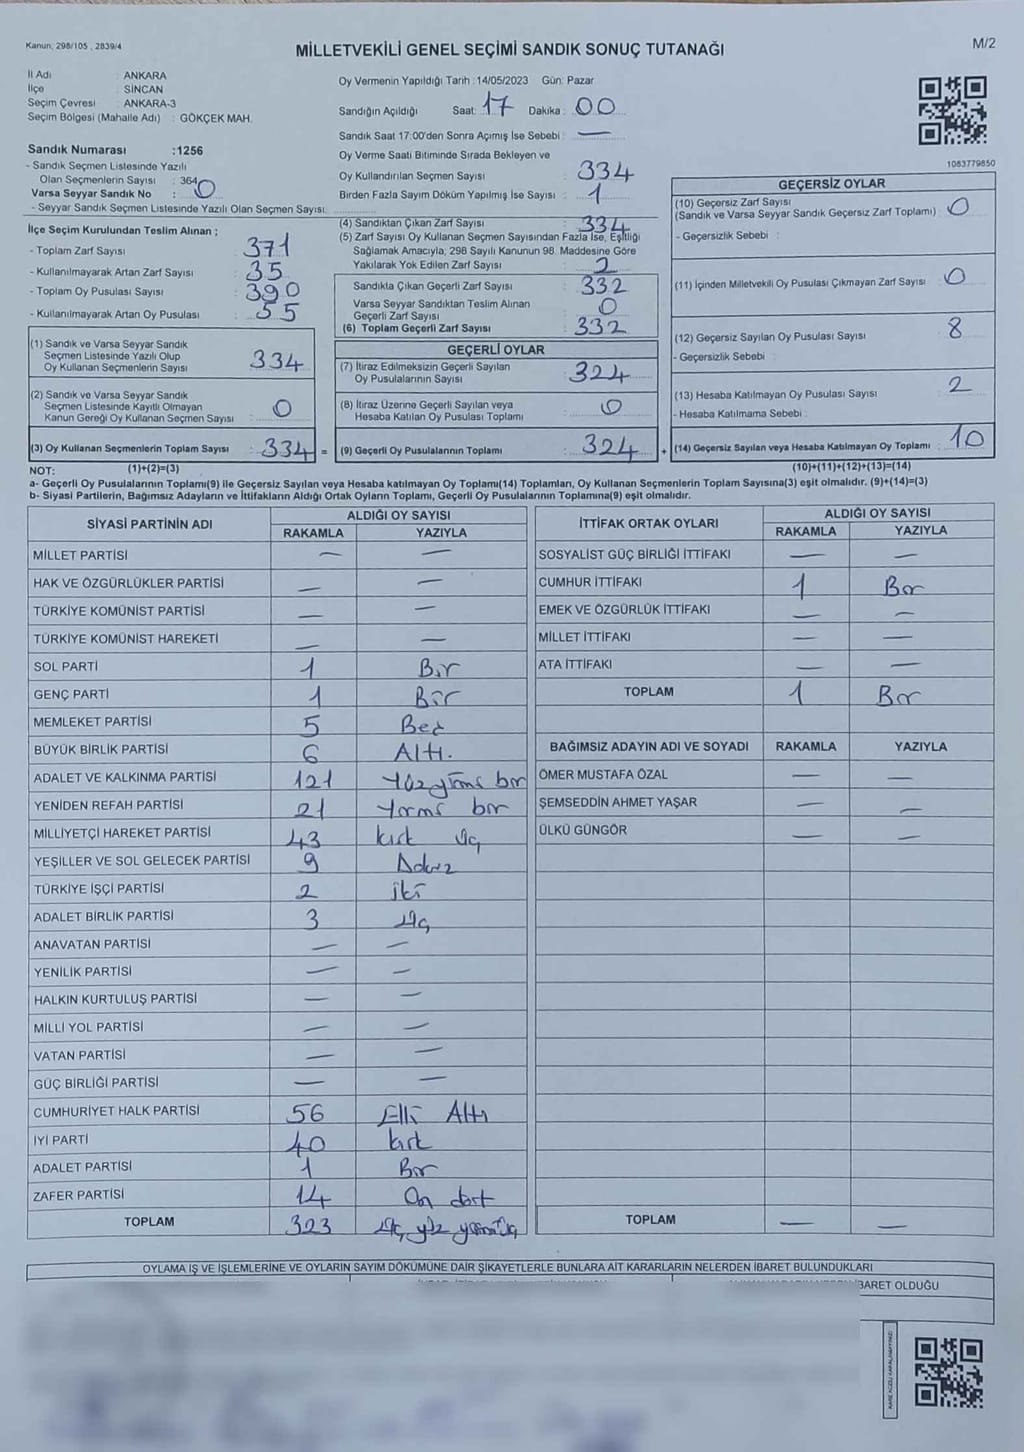 Kanun, 298/105 , 2839/4
MİLLETVEKİLİ GENEL SEÇİMİ SANDIK SONUÇ TUTANAĞI
M/2
İl Adı : ANKARA
İlçe : SİNCAN
Seçim Çevresi : ANKARA-3
Seçim Bölgesi (Mahalle Adı) : GÖKÇEK MAH.
Sandık Numarası :1256
- Sandık Seçmen Listesinde Yazılı
Olan Seçmenlerin Sayısı : 364
Varsa Seyyar Sandık No : 0
- Seyyar Sandık Seçmen Listesinde Yazılı Olan Seçmen Sayısı:
İlçe Seçim Kurulundan Teslim Alınan ;
- Toplam Zarf Sayısı : 371
- Kullanılmayarak Artan Zarf Sayısı : 35
- Toplam Oy Pusulası Sayısı : 390
- Kullanılmayarak Artan Oy Pusulası : 55
(1) Sandık ve Varsa Seyyar Sandık
Seçmen Listesinde Yazılı Olup
Oy Kullanan Seçmenlerin Sayısı : 334
(2) Sandık ve Varsa Seyyar Sandık
Seçmen Listesinde Kayıtlı Olmayan
Kanun Gereği Oy Kullanan Seçmen Sayısı : 0
(3) Oy Kullanan Seçmenlerin Toplam Sayısı : 334 =
Oy Vermenin Yapıldığı Tarih : 14/05/2023 Gün: Pazar
Sandığın Açıldığı Saat: 17 Dakika : 00
Sandık Saat 17:00'den Sonra Açımış İse Sebebi : —
Oy Verme Saati Bitiminde Sırada Bekleyen ve
Oy Kullandırılan Seçmen Sayısı : 334
Birden Fazla Sayım Döküm Yapılmış İse Sayısı : 1
(4) Sandıktan Çıkan Zarf Sayısı : 334
(5) Zarf Sayısı Oy Kullanan Seçmen Sayısından Fazla İse, Eşitliği
Sağlamak Amacıyla, 298 Sayılı Kanunun 98. Maddesine Göre
Yakılarak Yok Edilen Zarf Sayısı : 2
Sandıkta Çıkan Geçerli Zarf Sayısı : 332
Varsa Seyyar Sandıktan Teslim Alınan
Geçerli Zarf Sayısı : 0
(6) Toplam Geçerli Zarf Sayısı : 332
GEÇERLİ OYLAR
(7) İtiraz Edilmeksizin Geçerli Sayılan
Oy Pusulalarının Sayısı : 324
(8) İtiraz Üzerine Geçerli Sayılan veya
Hesaba Katılan Oy Pusulası Toplamı : 0
(9) Geçerli Oy Pusulalarının Toplamı : 324 +
1083779850
GEÇERSİZ OYLAR
(10) Geçersiz Zarf Sayısı
(Sandık ve Varsa Seyyar Sandık Geçersiz Zarf Toplamı) : 0
- Geçersizlik Sebebi :
(11) İçinden Milletvekili Oy Pusulası Çıkmayan Zarf Sayısı : 0
(12) Geçersiz Sayılan Oy Pusulası Sayısı : 8
- Geçersizlik Sebebi :
(13) Hesaba Katılmayan Oy Pusulası Sayısı : 2
- Hesaba Katılmama Sebebi :
(14) Geçersiz Sayılan veya Hesaba Katılmayan Oy Toplamı : 10
NOT: (1)+(2)=(3) (10)+(11)+(12)+(13)=(14)
a- Geçerli Oy Pusulalarının Toplamı(9) ile Geçersiz Sayılan veya Hesaba katılmayan Oy Toplamı(14) Toplamları, Oy Kullanan Seçmenlerin Toplam Sayısına(3) eşit olmalıdır. (9)+(14)=(3)
b- Siyasi Partilerin, Bağımsız Adayların ve İttifakların Aldığı Ortak Oyların Toplamı, Geçerli Oy Pusulalarının Toplamına(9) eşit olmalıdır.
SİYASİ PARTİNİN ADI ALDIĞI OY SAYISI
RAKAMLA YAZIYLA
MİLLET PARTİSİ — —
HAK VE ÖZGÜRLÜKLER PARTİSİ — —
TÜRKİYE KOMÜNİST PARTİSİ — —
TÜRKİYE KOMÜNİST HAREKETİ — —
SOL PARTİ 1 Bir
GENÇ PARTİ 1 Bir
MEMLEKET PARTİSİ 5 Beş
BÜYÜK BİRLİK PARTİSİ 6 Altı.
ADALET VE KALKINMA PARTİSİ 121 Yüzyirmi bir
YENİDEN REFAH PARTİSİ 21 Yirmi bir
MİLLİYETÇİ HAREKET PARTİSİ 43 kırk üç
YEŞİLLER VE SOL GELECEK PARTİSİ 9 Dokuz
TÜRKİYE İŞÇİ PARTİSİ 2 iki
ADALET BİRLİK PARTİSİ 3 üç
ANAVATAN PARTİSİ — —
YENİLİK PARTİSİ — —
HALKIN KURTULUŞ PARTİSİ — —
MİLLİ YOL PARTİSİ — —
VATAN PARTİSİ — —
GÜÇ BİRLİĞİ PARTİSİ — —
CUMHURİYET HALK PARTİSİ 56 Elli Altı
İYİ PARTİ 40 kırk
ADALET PARTİSİ 1 Bir
ZAFER PARTİSİ 14 On dört
TOPLAM 323 üç yüz yirmi üç
İTTİFAK ORTAK OYLARI ALDIĞI OY SAYISI
RAKAMLA YAZIYLA
SOSYALİST GÜÇ BİRLİĞİ İTTİFAKI — —
CUMHUR İTTİFAKI 1 Bir
EMEK VE ÖZGÜRLÜK İTTİFAKI — —
MİLLET İTTİFAKI — —
ATA İTTİFAKI — —
TOPLAM 1 Bir
BAĞIMSIZ ADAYIN ADI VE SOYADI RAKAMLA YAZIYLA
ÖMER MUSTAFA ÖZAL — —
ŞEMSEDDİN AHMET YAŞAR — —
ÜLKÜ GÜNGÖR — —
TOPLAM — —
OYLAMA İŞ VE İŞLEMLERİNE VE OYLARIN SAYIM DÖKÜMÜNE DAİR ŞİKAYETLERLE BUNLARA AİT KARARLARIN NELERDEN İBARET BULUNDUKLARI
İBARET OLDUĞU